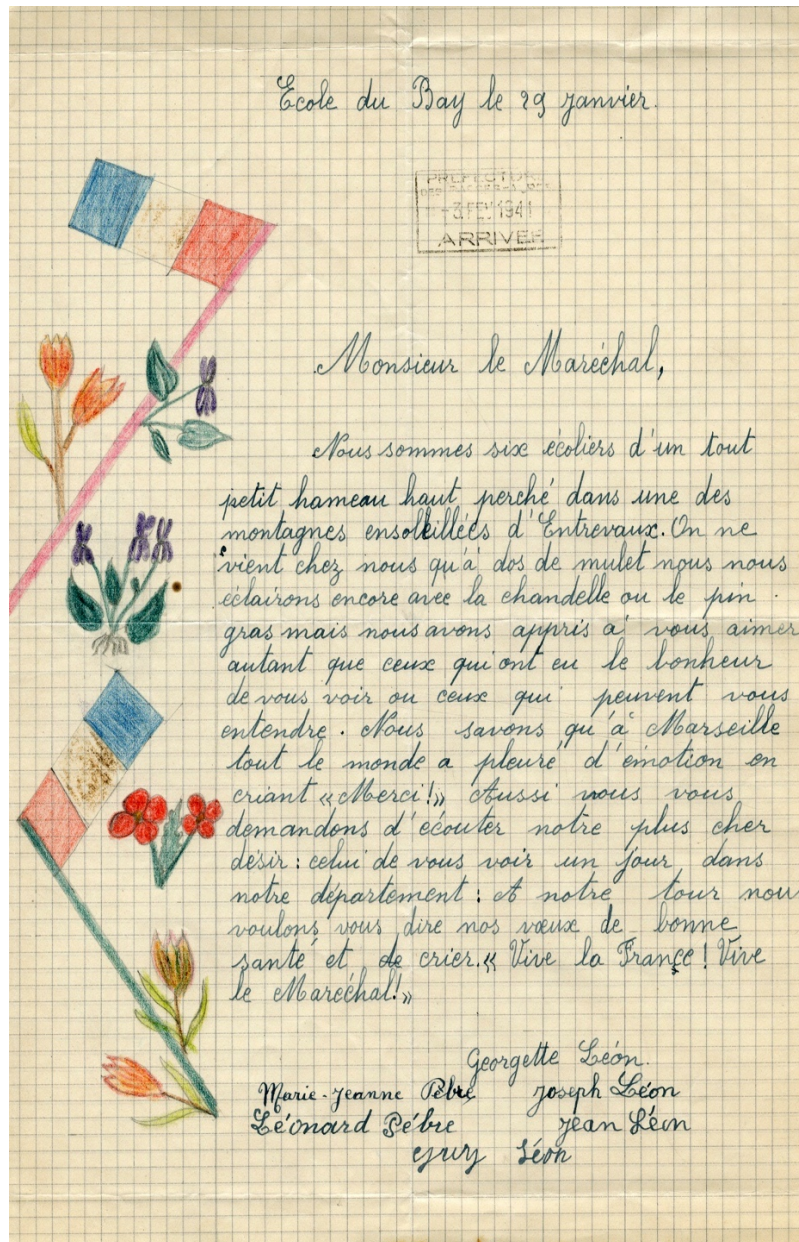 Ecole du Bay le 29 janvier.
PREFECTURE
DES BASSES-ALPES
-3 FEV 1941
ARRIVEE
Monsieur le Maréchal,
Nous sommes six écoliers d'un tout
petit hameau haut perché dans une des
montagnes ensoleillées d'Entrevaux. On ne
vient chez nous qu'à dos de mulet nous nous
éclairons encore avec la chandelle ou le pin
gras mais nous avons appris à vous aimer
autant que ceux qui ont eu le bonheur
de vous voir ou ceux qui peuvent vous
entendre. Nous savons qu'à Marseille
tout le monde a pleuré d'émotion en
criant «Merci!» Aussi nous vous
demandons d'écouter notre plus cher
désir: celui de vous voir un jour dans
notre département: A notre tour nous
voulons vous dire nos vœux de bonne
santé et de crier.« Vive la France! Vive
le Maréchal!»
Georgette Léon.
Marie-Jeanne Pèbre Joseph Léon
Léonard Pébre Jean Léon
Guy Léon